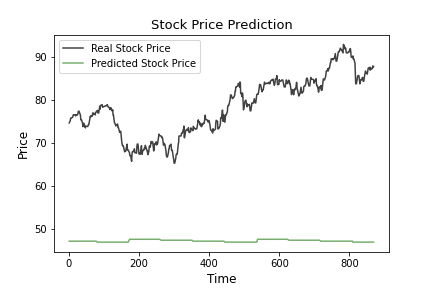 Stock Price Prediction
Real Stock Price
Predicted Stock Price
Price
90
80
70
60
50
0 200 400 600 800
Time